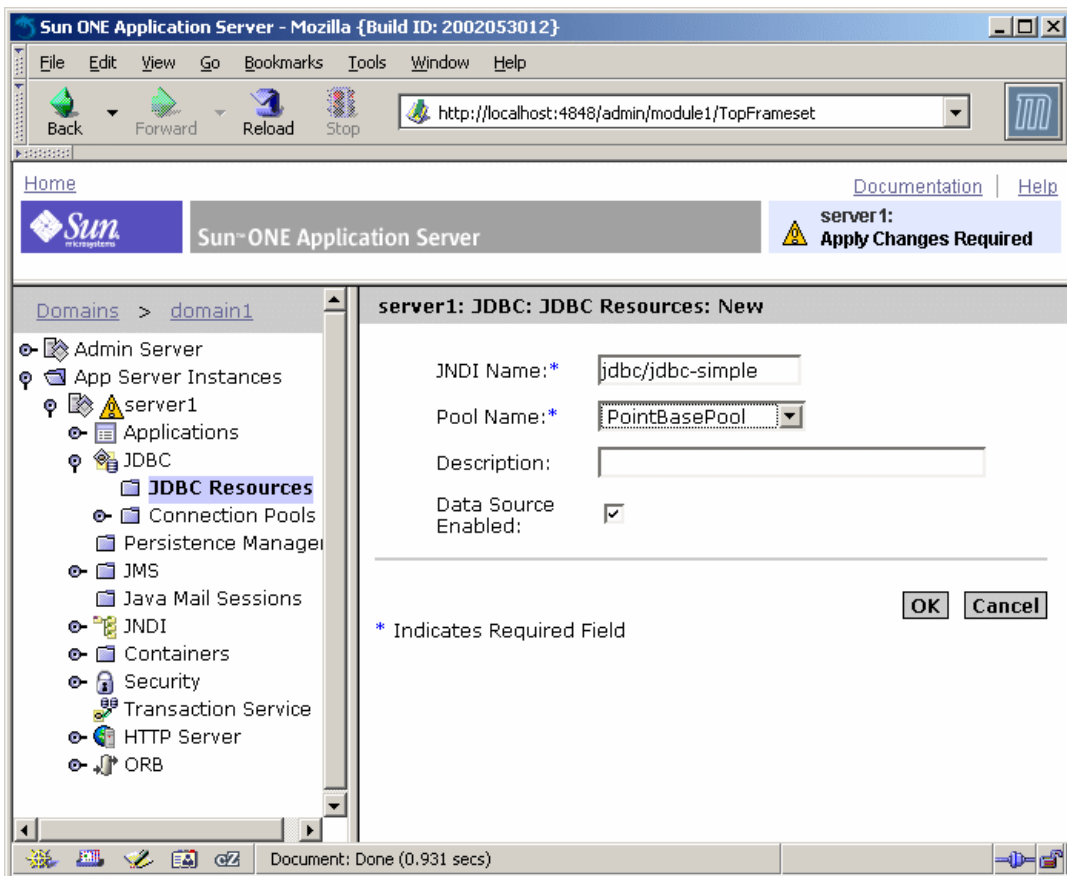 Sun ONE Application Server - Mozilla {Build ID: 2002053012}
File Edit View Go Bookmarks Tools Window Help
Back Forward Reload Stop
http://localhost:4848/admin/module1/TopFrameset
Home
Documentation | Help
Sun microsystems
Sun™ ONE Application Server
server1:
Apply Changes Required
Domains > domain1
Admin Server
App Server Instances
server1
Applications
JDBC
JDBC Resources
Connection Pools
Persistence Manager
JMS
Java Mail Sessions
JNDI
Containers
Security
Transaction Service
HTTP Server
ORB
server1: JDBC: JDBC Resources: New
JNDI Name:* jdbc/jdbc-simple
Pool Name:* PointBasePool
Description:
Data Source
Enabled:
OK Cancel
* Indicates Required Field
Document: Done (0.931 secs)